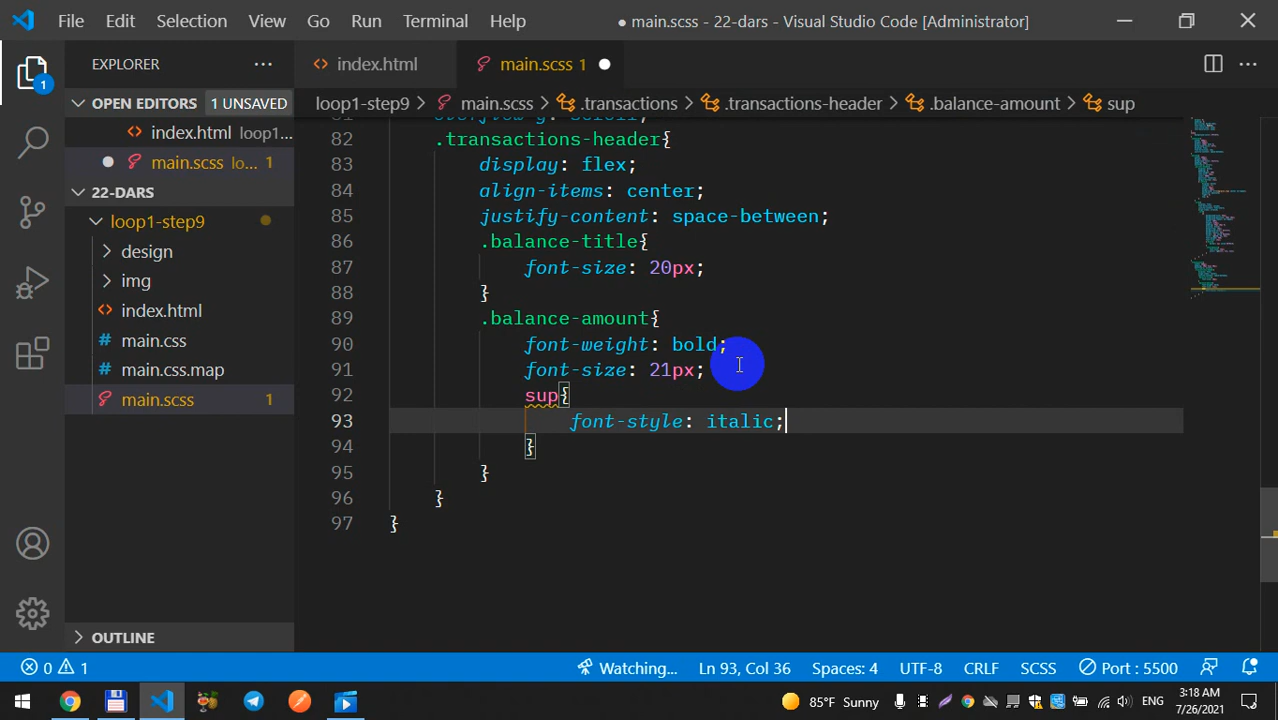 File Edit Selection View Go Run Terminal Help
● main.scss - 22-dars - Visual Studio Code [Administrator]
EXPLORER
index.html
main.scss 1
OPEN EDITORS 1 UNSAVED
index.html loop1-step9...
main.scss lo... 1
22-DARS
loop1-step9
design
img
index.html
main.css
main.css.map
main.scss 1
OUTLINE
1
loop1-step9 > main.scss > .transactions > .transactions-header > .balance-amount > sup
81 overflow-y: scroll;
82 .transactions-header{
83 display: flex;
84 align-items: center;
85 justify-content: space-between;
86 .balance-title{
87 font-size: 20px;
88 }
89 .balance-amount{
90 font-weight: bold;
91 font-size: 21px;
92 sup{
93 font-style: italic;
94 }
95 }
96 }
97 }
0 1 Watching... Ln 93, Col 36 Spaces: 4 UTF-8 CRLF SCSS Port : 5500
85°F Sunny ENG 3:18 AM
7/26/2021